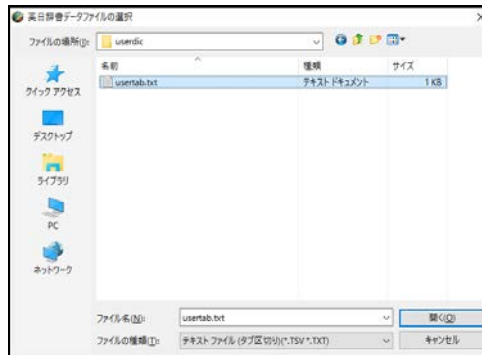 英日辞書データファイルの選択
ファイルの場所(I): userdic
名前 種類 サイズ
usertab.txt テキスト ドキュメント 1 KB
クイック アクセス
デスクトップ
ライブラリ
PC
ネットワーク
ファイル名(N): usertab.txt 開く(O)
ファイルの種類(T): テキスト ファイル (タブ区切り)(*.TSV *.TXT) キャンセル